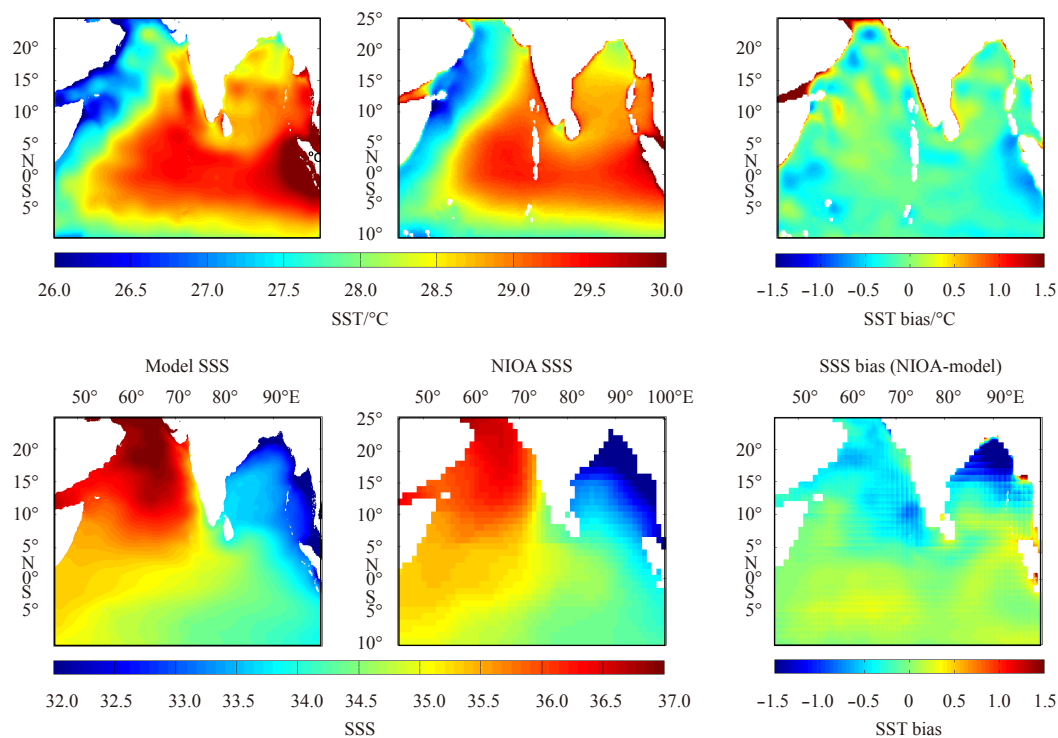 20°
15°
10°
5°
N
0°
S
5°
°C
25°
20°
15°
10°
5°
N
0°
S
5°
10°
20°
15°
10°
5°
N
0°
S
5°
26.0 26.5 27.0 27.5 28.0 28.5 29.0 29.5 30.0
SST/°C
−1.5 −1.0 −0.5 0 0.5 1.0 1.5
SST bias/°C
Model SSS
50° 60° 70° 80° 90°E
NIOA SSS
50° 60° 70° 80° 90° 100°E
SSS bias (NIOA-model)
50° 60° 70° 80° 90°E
20°
15°
10°
5°
N
0°
S
5°
25°
20°
15°
10°
5°
N
0°
S
5°
10°
20°
15°
10°
5°
N
0°
S
5°
32.0 32.5 33.0 33.5 34.0 34.5 35.0 35.5 36.0 36.5 37.0
SSS
−1.5 −1.0 −0.5 0 0.5 1.0 1.5
SST bias